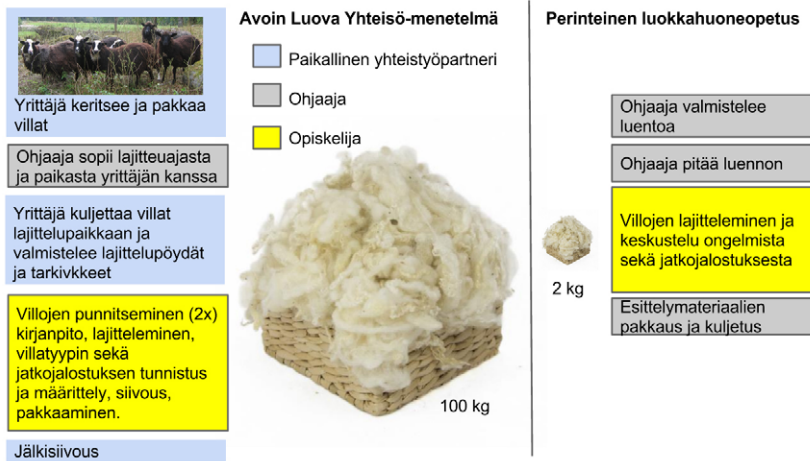 Avoin Luova Yhteisö-menetelmä
Paikallinen yhteistyöpartneri
Ohjaaja
Opiskelija
Yrittäjä keritsee ja pakkaa
villat
Ohjaaja sopii lajitteuajasta
ja paikasta yrittäjän kanssa
Yrittäjä kuljettaa villat
lajittelupaikkaan ja
valmistelee lajittelupöydät
ja tarkivkkeet
Villojen punnitseminen (2x)
kirjanpito, lajitteleminen,
villatyypin sekä
jatkojalostuksen tunnistus
ja määrittely, siivous,
pakkaaminen.
Jälkisiivous
100 kg
Perinteinen luokkahuoneopetus
Ohjaaja valmistelee
luentoa
Ohjaaja pitää luennon
Villojen lajitteleminen ja
keskustelu ongelmista
sekä jatkojalostuksesta
2 kg
Esittelymateriaalien
pakkaus ja kuljetus